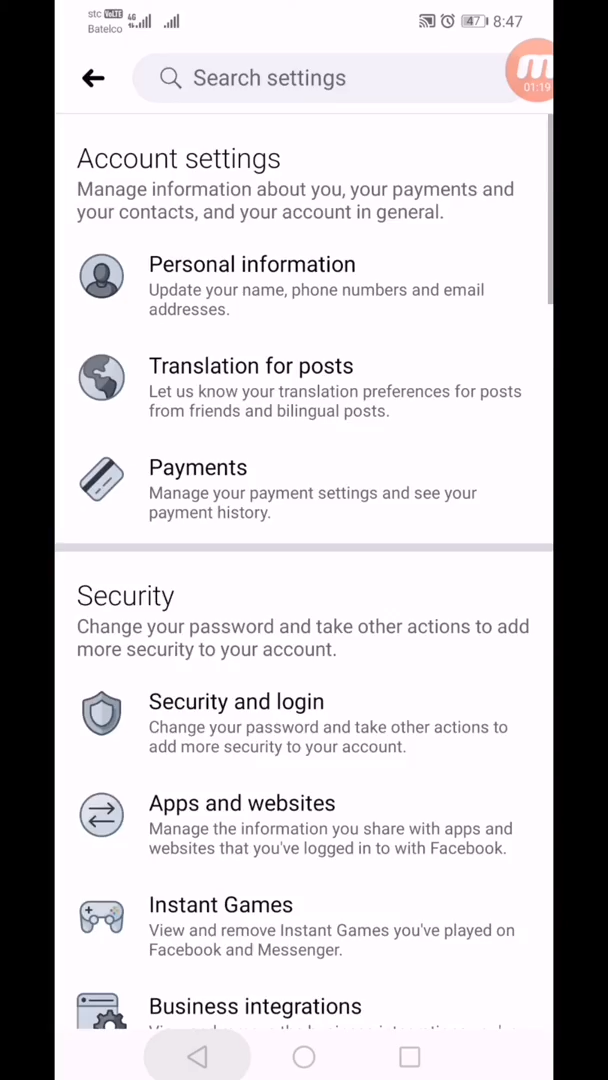 stc VoLTE 4G 47 8:47
Batelco
Search settings
01:19
Account settings
Manage information about you, your payments and
your contacts, and your account in general.
Personal information
Update your name, phone numbers and email
addresses.
Translation for posts
Let us know your translation preferences for posts
from friends and bilingual posts.
Payments
Manage your payment settings and see your
payment history.
Security
Change your password and take other actions to add
more security to your account.
Security and login
Change your password and take other actions to
add more security to your account.
Apps and websites
Manage the information you share with apps and
websites that you've logged in to with Facebook.
Instant Games
View and remove Instant Games you've played on
Facebook and Messenger.
Business integrations